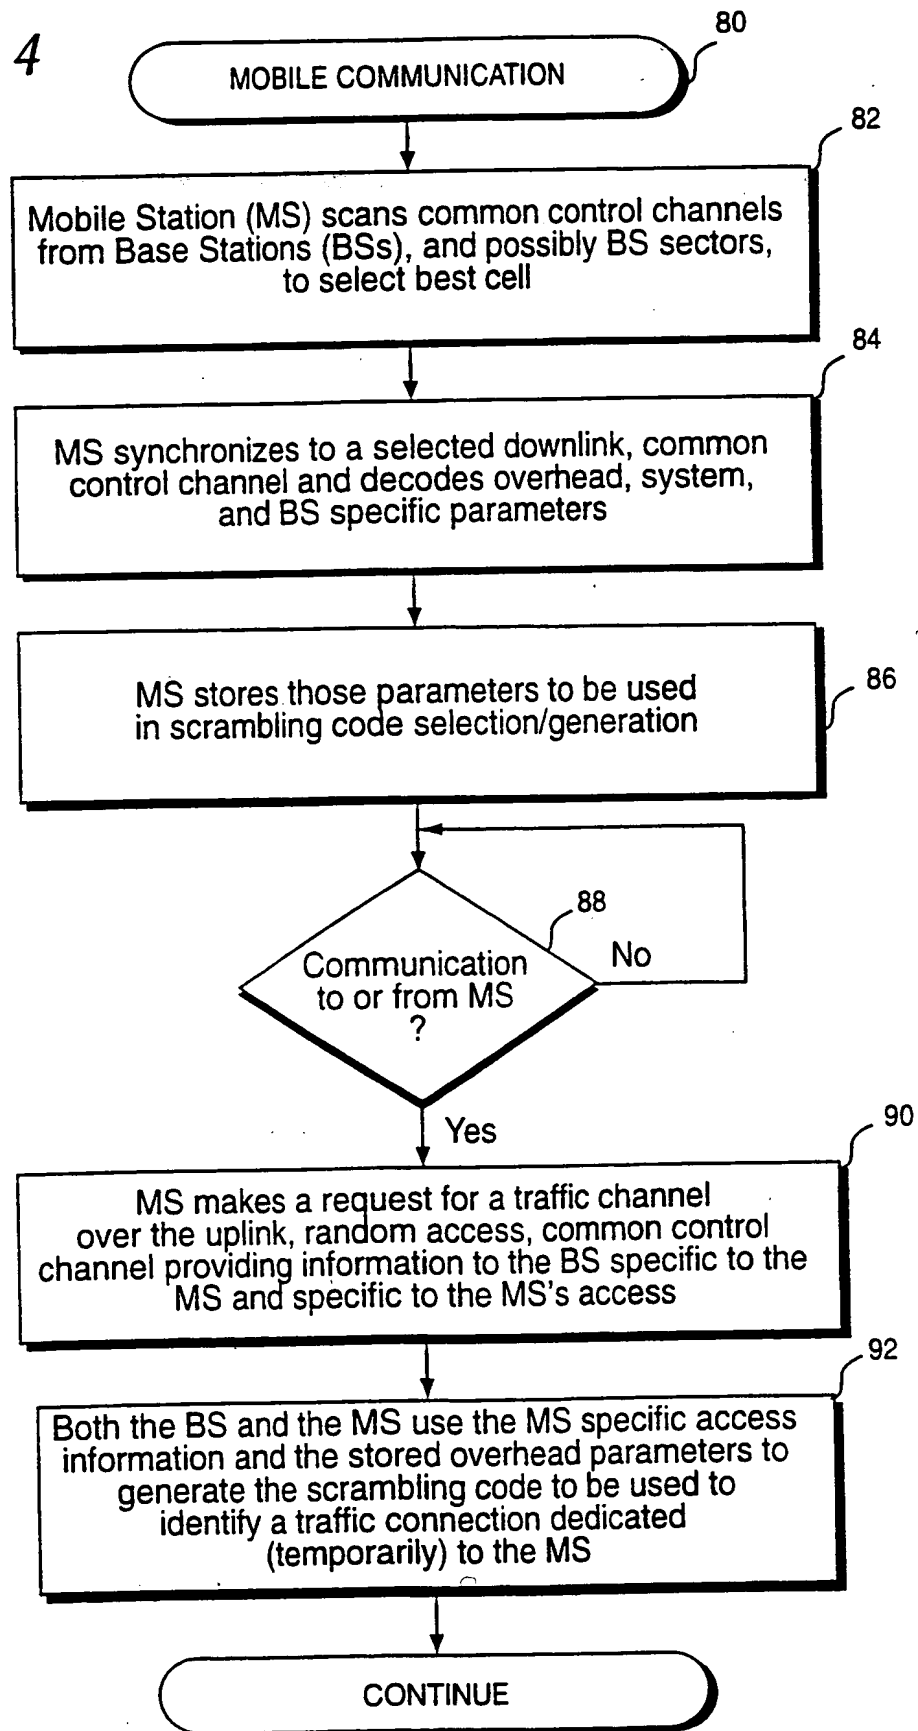 4
80
MOBILE COMMUNICATION
82
Mobile Station (MS) scans common control channels
from Base Stations (BSs), and possibly BS sectors,
to select best cell
84
MS synchronizes to a selected downlink, common
control channel and decodes overhead, system,
and BS specific parameters
86
MS stores those parameters to be used
in scrambling code selection/generation
88
Communication
to or from MS
?
No
Yes
90
MS makes a request for a traffic channel
over the uplink, random access, common control
channel providing information to the BS specific to the
MS and specific to the MS's access
92
Both the BS and the MS use the MS specific access
information and the stored overhead parameters to
generate the scrambling code to be used to
identify a traffic connection dedicated
(temporarily) to the MS
CONTINUE